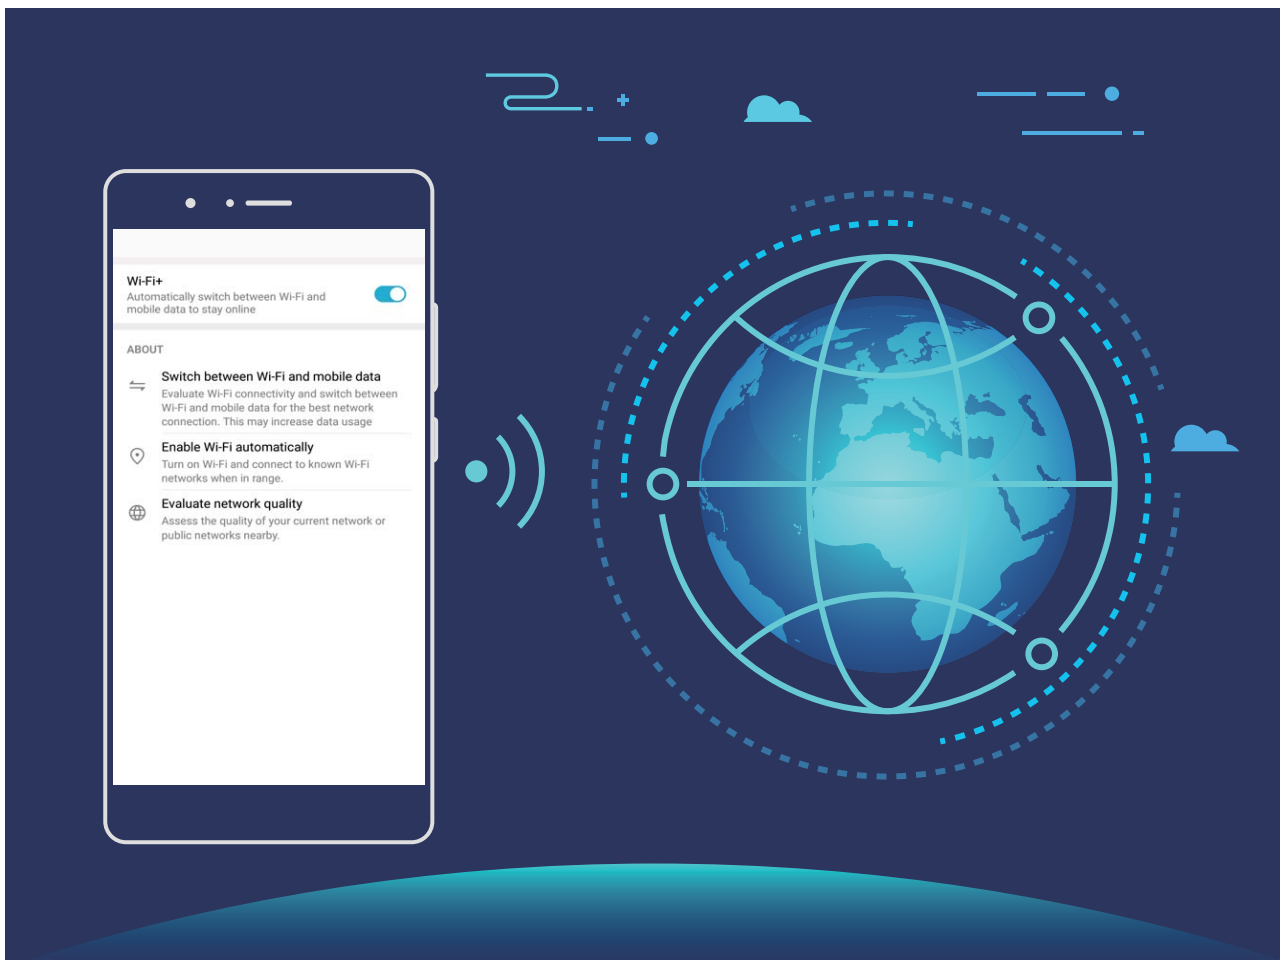 Wi-Fi+
Automatically switch between Wi-Fi and
mobile data to stay online
ABOUT
Switch between Wi-Fi and mobile data
Evaluate Wi-Fi connectivity and switch between
Wi-Fi and mobile data for the best network
connection. This may increase data usage
Enable Wi-Fi automatically
Turn on Wi-Fi and connect to known Wi-Fi
networks when in range.
Evaluate network quality
Assess the quality of your current network or
public networks nearby.